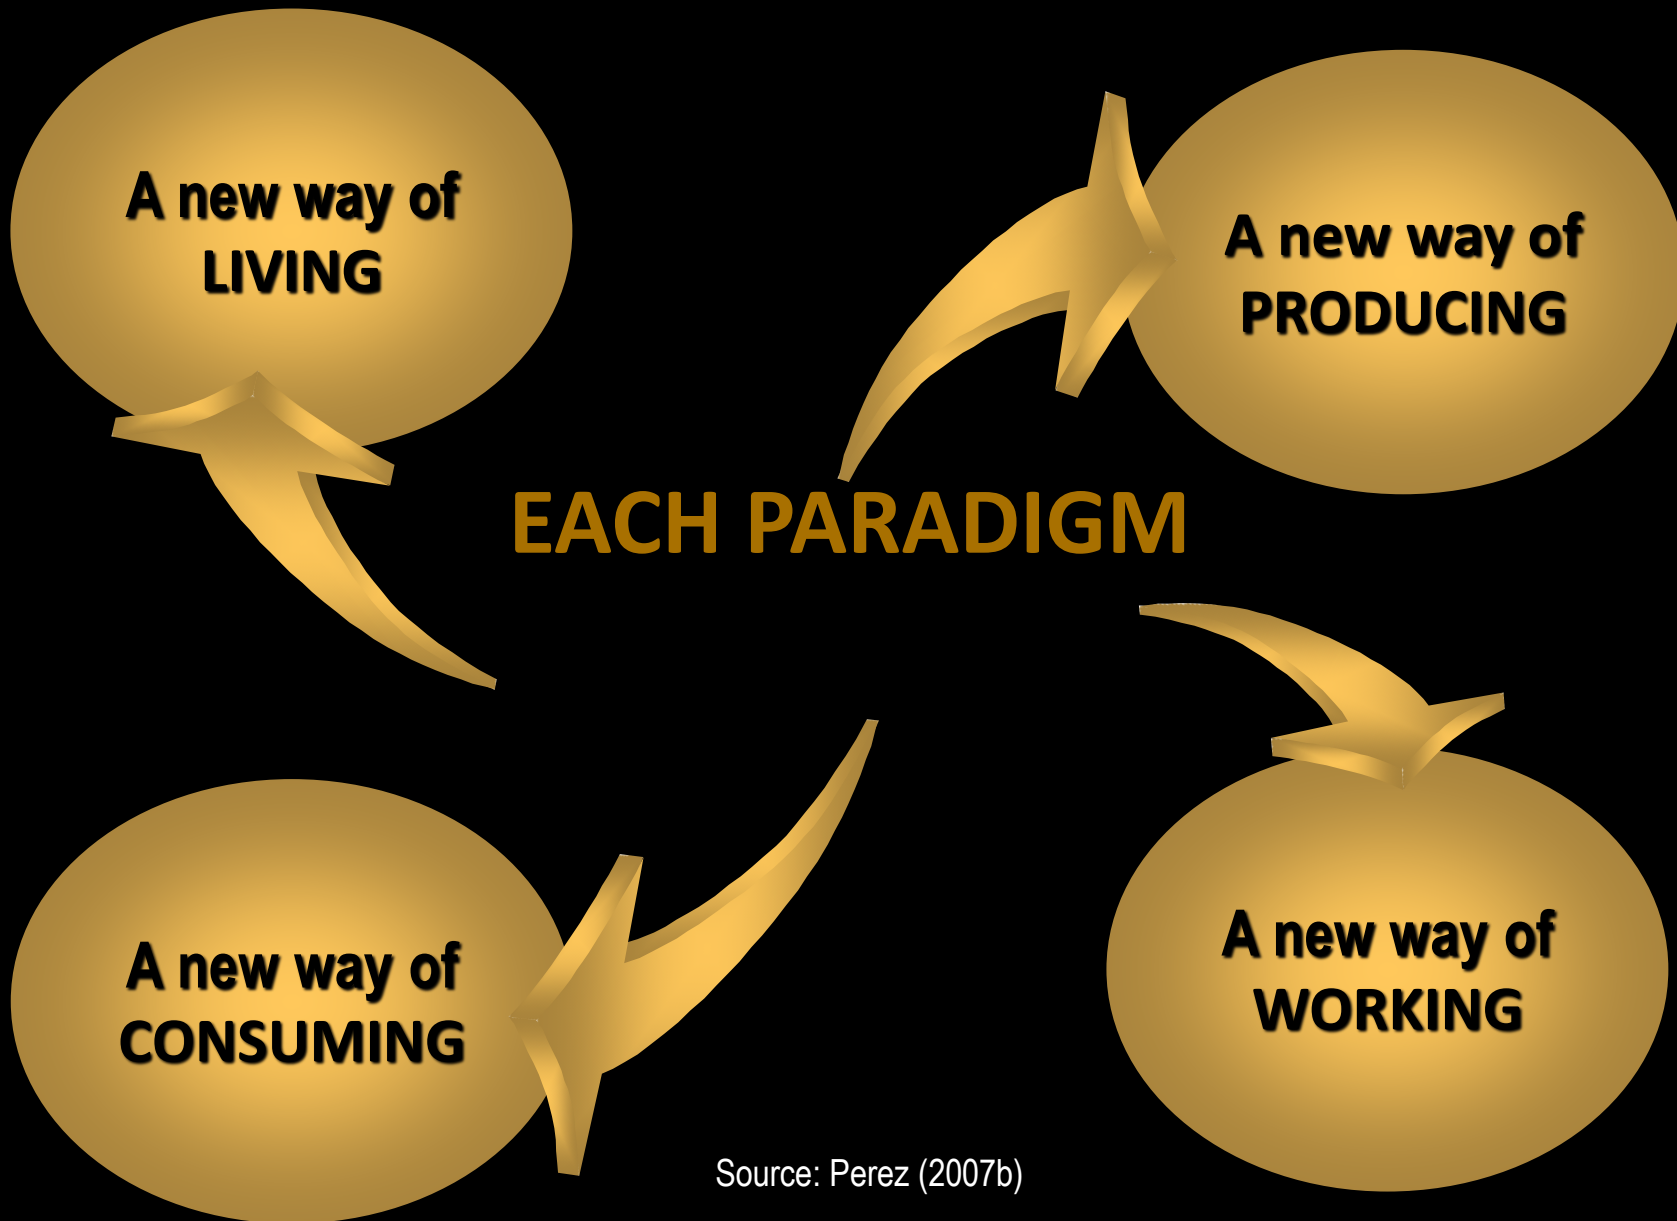 A new way of
LIVING
A new way of
PRODUCING
EACH PARADIGM
A new way of
CONSUMING
A new way of
WORKING
Source: Perez (2007b)